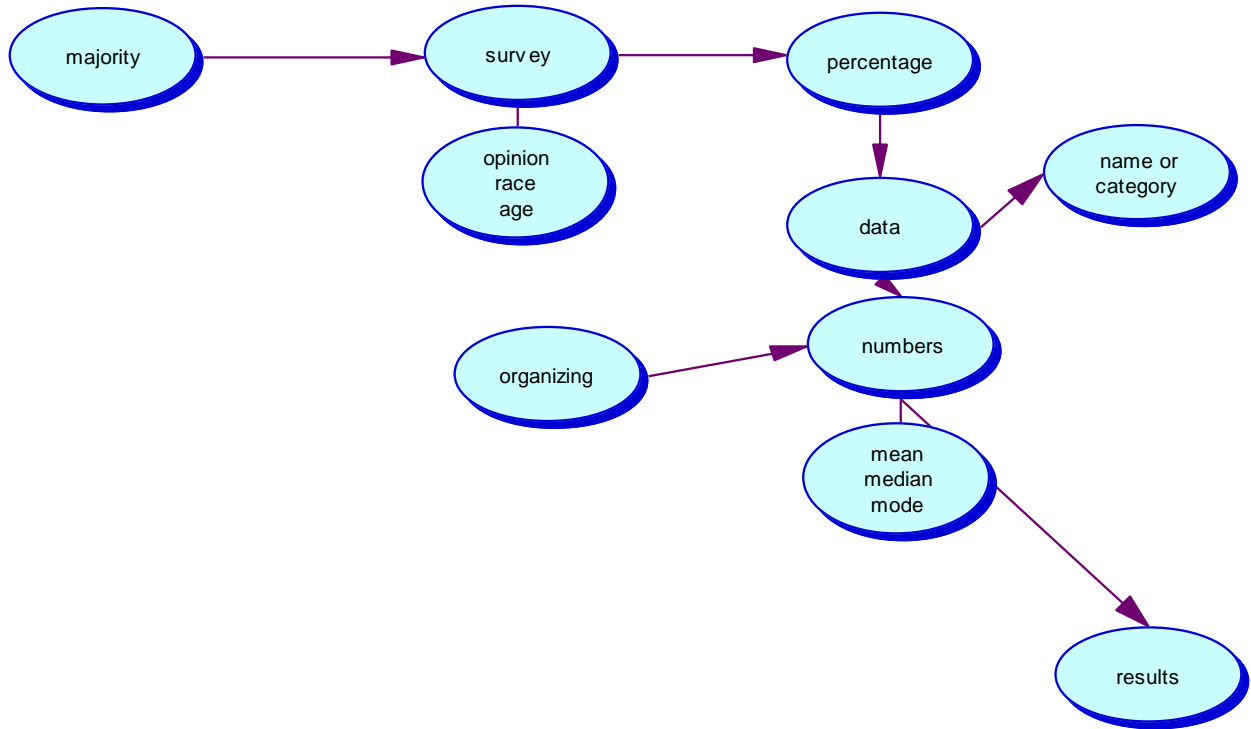 majority
survey
percentage
opinion
race
age
name or
category
data
numbers
organizing
mean
median
mode
results